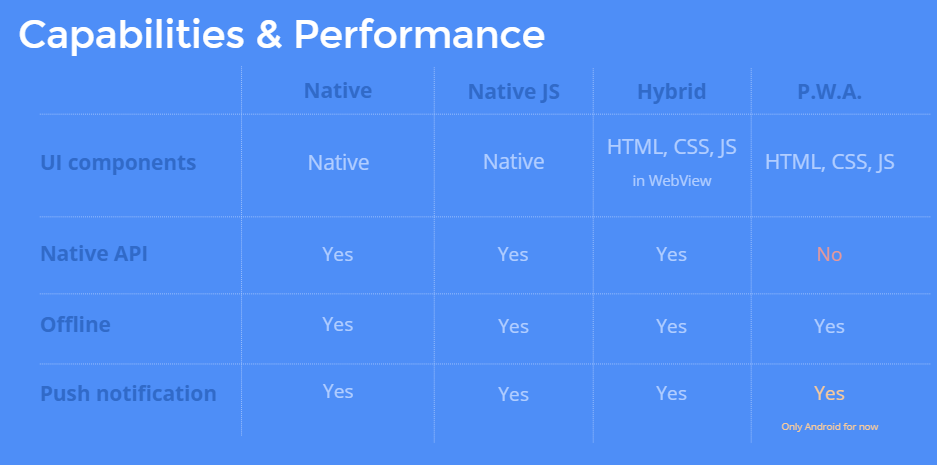 Capabilities & Performance
Native Native JS Hybrid P.W.A.
UI components Native Native HTML, CSS, JS HTML, CSS, JS
in WebView
Native API Yes Yes Yes No
Offline Yes Yes Yes Yes
Push notification Yes Yes Yes Yes
Only Android for now